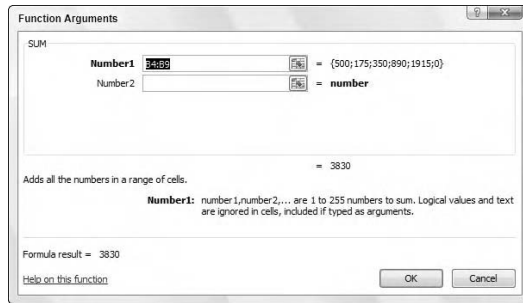 Function Arguments
SUM
Number1 B4:B9 = {500;175;350;890;1915;0}
Number2 = number
= 3830
Adds all the numbers in a range of cells.
Number1: number1,number2,... are 1 to 255 numbers to sum. Logical values and text
are ignored in cells, included if typed as arguments.
Formula result = 3830
Help on this function
OK Cancel